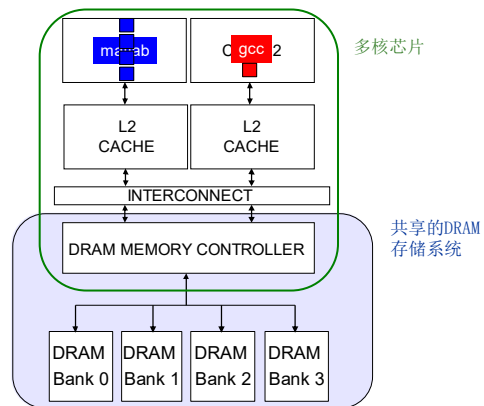 gcc
多核芯片
L2
CACHE
L2
CACHE
INTERCONNECT
共享的DRAM
存储系统
DRAM MEMORY CONTROLLER
DRAM
Bank 0
DRAM
Bank 1
DRAM
Bank 2
DRAM
Bank 3